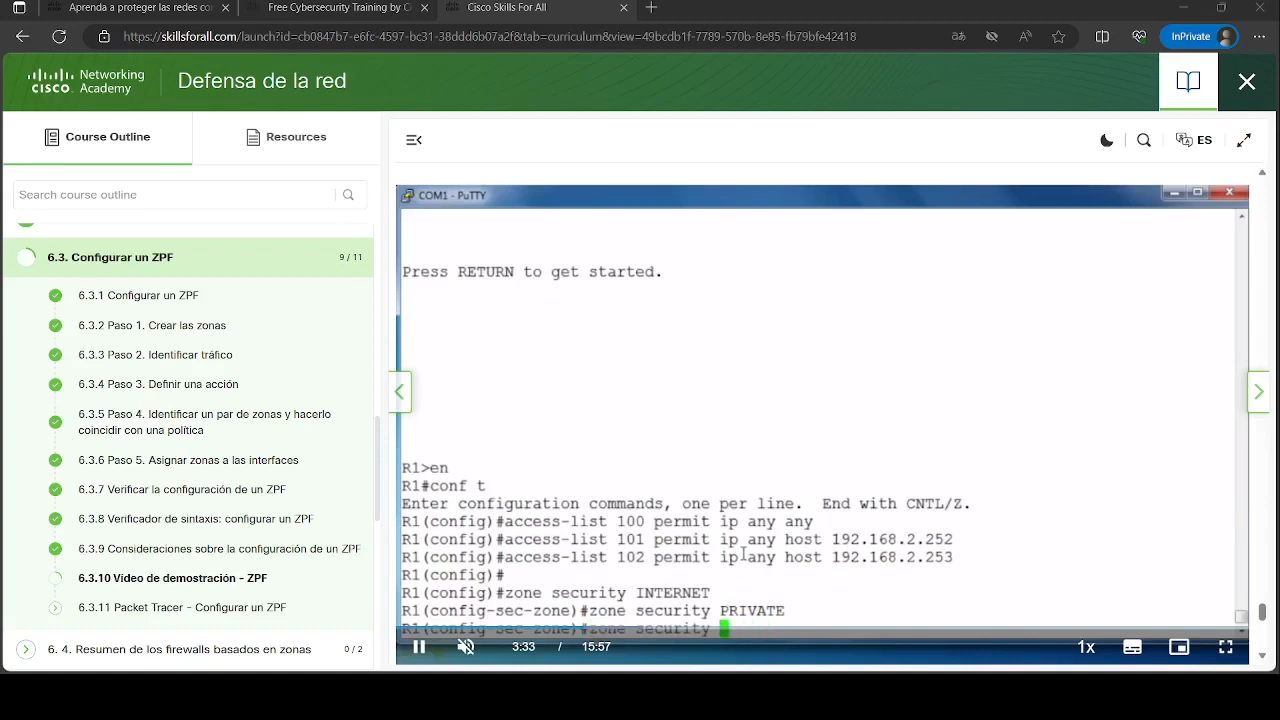 Aprenda a proteger las redes co
Free Cybersecurity Training by C
Cisco Skills For All
https://skillsforall.com/launch?id=cb0847b7-e6fc-4597-bc31-38ddd6b07a2f&tab=curriculum&view=49bcdb1f-7789-570b-8e85-fb79bfe42418
InPrivate
Networking
CISCO Academy
Defensa de la red
Course Outline
Resources
ES
Search course outline
6.3. Configurar un ZPF
9 / 11
6.3.1 Configurar un ZPF
6.3.2 Paso 1. Crear las zonas
6.3.3 Paso 2. Identificar tráfico
6.3.4 Paso 3. Definir una acción
6.3.5 Paso 4. Identificar un par de zonas y hacerlo
coincidir con una política
6.3.6 Paso 5. Asignar zonas a las interfaces
6.3.7 Verificar la configuración de un ZPF
6.3.8 Verificador de sintaxis: configurar un ZPF
6.3.9 Consideraciones sobre la configuración de un ZPF
6.3.10 Vídeo de demostración - ZPF
6.3.11 Packet Tracer - Configurar un ZPF
6. 4. Resumen de los firewalls basados en zonas
0 / 2
COM1 - PuTTY
Press RETURN to get started.
R1>en
R1#conf t
Enter configuration commands, one per line.  End with CNTL/Z.
R1(config)#access-list 100 permit ip any any
R1(config)#access-list 101 permit ip any host 192.168.2.252
R1(config)#access-list 102 permit ip any host 192.168.2.253
R1(config)#
R1(config)#zone security INTERNET
R1(config-sec-zone)#zone security PRIVATE
R1(config-sec-zone)#zone security
3:33 / 15:57
1x